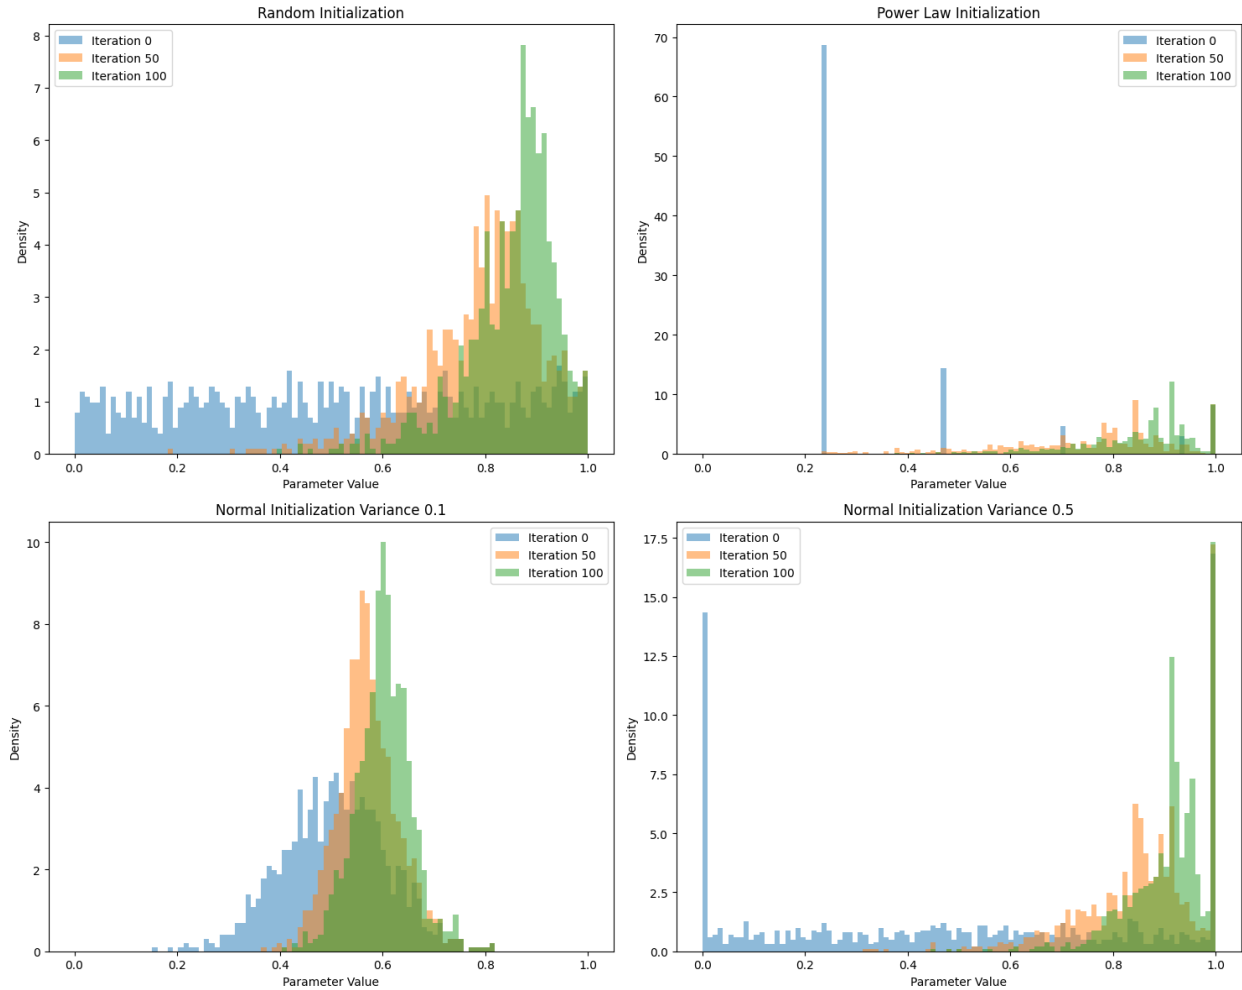 Random Initialization
Iteration 0
Iteration 50
Iteration 100
Density
8
7
6
5
4
3
2
1
0
0.0 0.2 0.4 0.6 0.8 1.0
Parameter Value
Power Law Initialization
Iteration 0
Iteration 50
Iteration 100
Density
70
60
50
40
30
20
10
0
0.0 0.2 0.4 0.6 0.8 1.0
Parameter Value
Normal Initialization Variance 0.1
Iteration 0
Iteration 50
Iteration 100
Density
10
8
6
4
2
0
0.0 0.2 0.4 0.6 0.8 1.0
Parameter Value
Normal Initialization Variance 0.5
Iteration 0
Iteration 50
Iteration 100
Density
17.5
15.0
12.5
10.0
7.5
5.0
2.5
0.0
0.0 0.2 0.4 0.6 0.8 1.0
Parameter Value